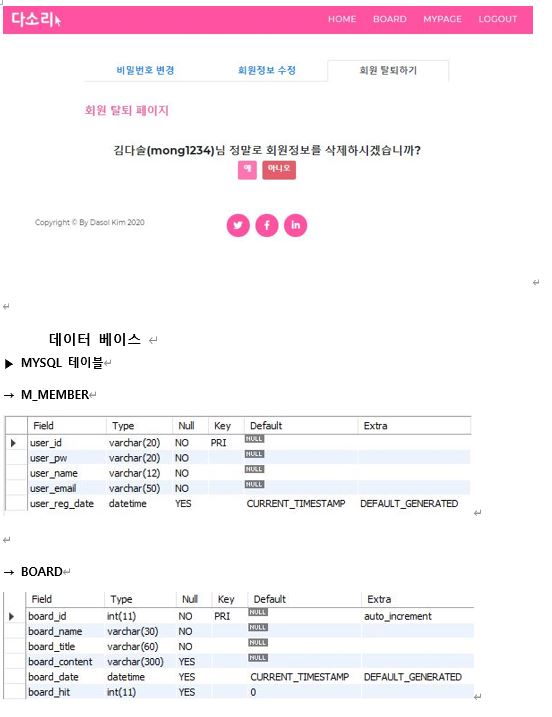 다소리
HOME BOARD MYPAGE LOGOUT
비밀번호 변경 회원정보 수정 회원 탈퇴하기
회원 탈퇴 페이지
김다솔(mong1234)님 정말로 회원정보를 삭제하시겠습니까?
예 아니오
Copyright © By Dasol Kim 2020
데이터 베이스
▶ MYSQL 테이블
→ M_MEMBER
Field Type Null Key Default Extra
user_id varchar(20) NO PRI NULL
user_pw varchar(20) NO NULL
user_name varchar(12) NO NULL
user_email varchar(50) NO NULL
user_reg_date datetime YES CURRENT_TIMESTAMP DEFAULT_GENERATED
→ BOARD
Field Type Null Key Default Extra
board_id int(11) NO PRI NULL auto_increment
board_name varchar(30) NO NULL
board_title varchar(60) NO NULL
board_content varchar(300) YES NULL
board_date datetime YES CURRENT_TIMESTAMP DEFAULT_GENERATED
board_hit int(11) YES 0